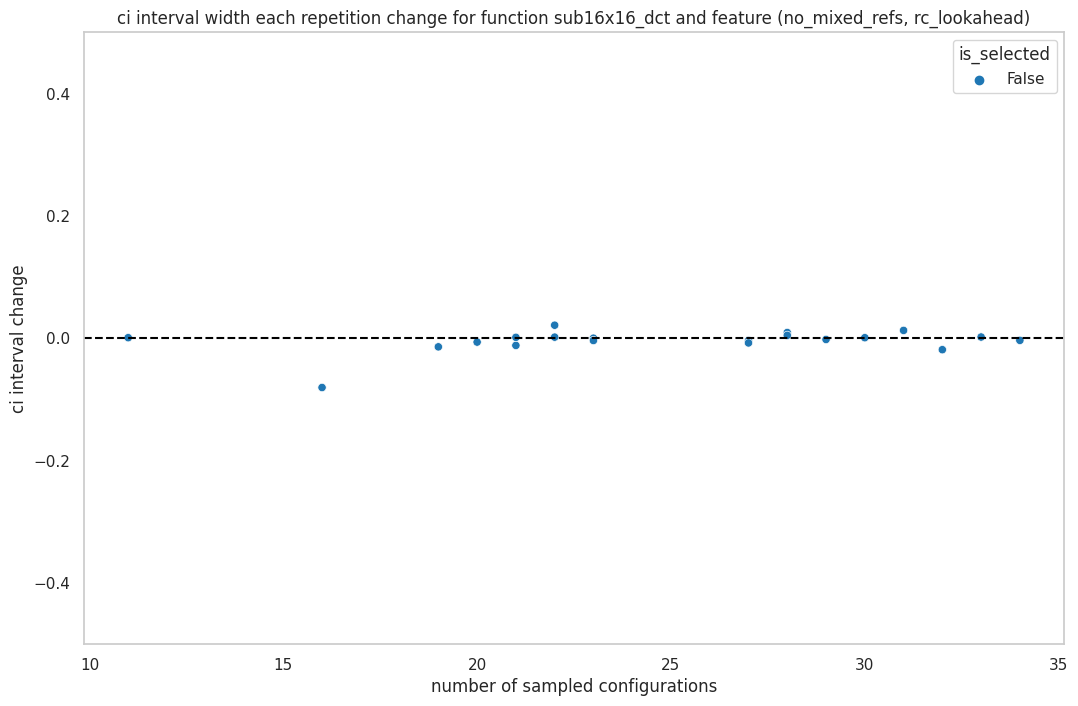 ci interval width each repetition change for function sub16x16_dct and feature (no_mixed_refs, rc_lookahead)
is_selected
False
0.4
0.2
0.0
−0.2
−0.4
ci interval change
10
15
20
25
30
35
number of sampled configurations